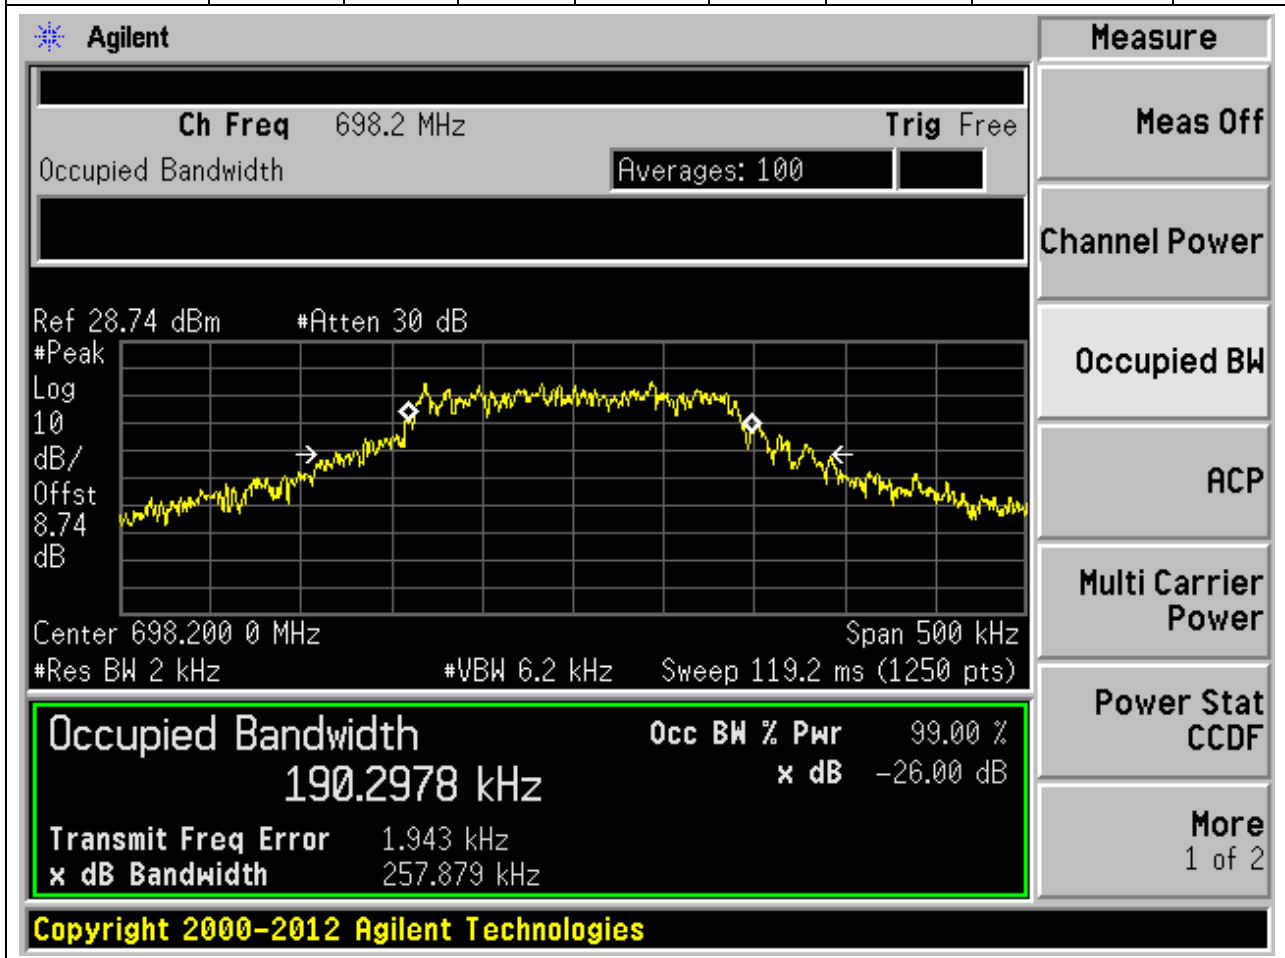 Agilent
Measure
Ch Freq 698.2 MHz Trig Free
Occupied Bandwidth Averages: 100
Meas Off
Channel Power
Occupied BW
ACP
Multi Carrier
Power
Power Stat
CCDF
More
1 of 2
Ref 28.74 dBm #Atten 30 dB
#Peak
Log
10
dB/
Offst
8.74
dB
Center 698.200 0 MHz Span 500 kHz
#Res BW 2 kHz #VBW 6.2 kHz Sweep 119.2 ms (1250 pts)
Occupied Bandwidth Occ BW % Pwr 99.00 %
190.2978 kHz x dB -26.00 dB
Transmit Freq Error 1.943 kHz
x dB Bandwidth 257.879 kHz
Copyright 2000-2012 Agilent Technologies